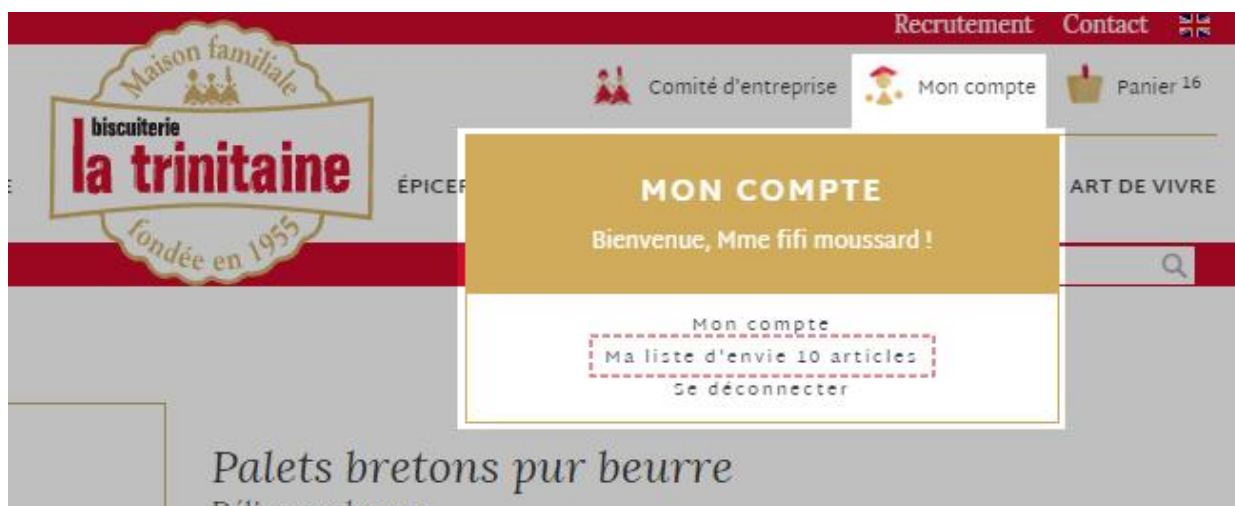 Recrutement Contact
Maison familiale
Comité d'entreprise Mon compte Panier 16
biscuiterie
la trinitaine
fondée en 1955
MON COMPTE
ART DE VIVRE
Bienvenue, Mme fifi moussard !
Mon compte
Ma liste d'envie 10 articles
Se déconnecter
Palets bretons pur beurre